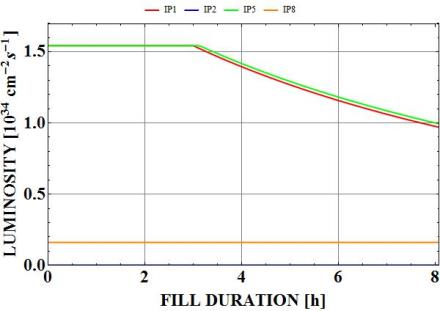 IP1 IP2 IP5 IP8
LUMINOSITY [10³⁴ cm⁻²s⁻¹]
1.5
1.0
0.5
0.0
0 2 4 6 8
FILL DURATION [h]